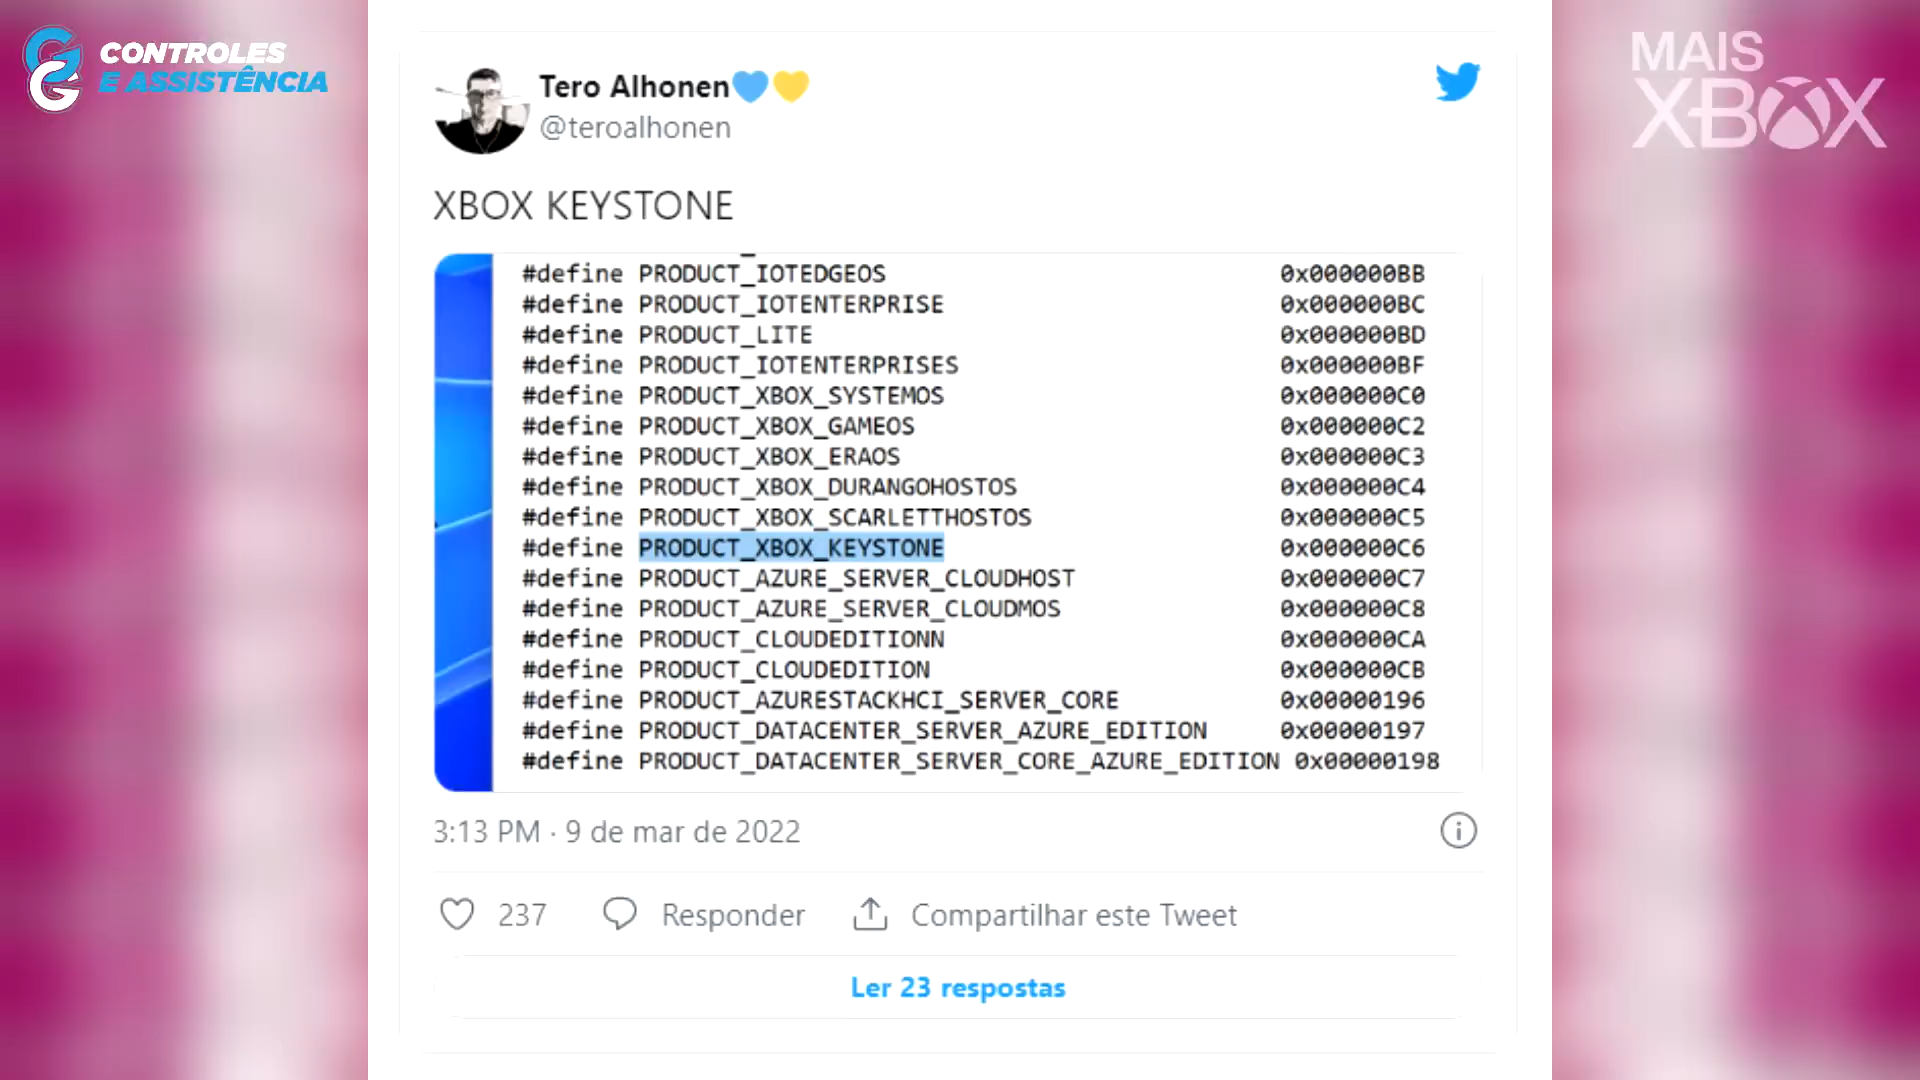 CONTROLES
E ASSISTÊNCIA
MAIS
XBOX
Tero Alhonen💙💛
@teroalhonen
XBOX KEYSTONE
#define PRODUCT_IOTEDGEOS 0x000000BB
#define PRODUCT_IOTENTERPRISE 0x000000BC
#define PRODUCT_LITE 0x000000BD
#define PRODUCT_IOTENTERPRISES 0x000000BF
#define PRODUCT_XBOX_SYSTEMOS 0x000000C0
#define PRODUCT_XBOX_GAMEOS 0x000000C2
#define PRODUCT_XBOX_ERAOS 0x000000C3
#define PRODUCT_XBOX_DURANGOHOSTOS 0x000000C4
#define PRODUCT_XBOX_SCARLETTHOSTOS 0x000000C5
#define PRODUCT_XBOX_KEYSTONE 0x000000C6
#define PRODUCT_AZURE_SERVER_CLOUDHOST 0x000000C7
#define PRODUCT_AZURE_SERVER_CLOUDMOS 0x000000C8
#define PRODUCT_CLOUDEDITIONN 0x000000CA
#define PRODUCT_CLOUDEDITION 0x000000CB
#define PRODUCT_AZURESTACKHCI_SERVER_CORE 0x00000196
#define PRODUCT_DATACENTER_SERVER_AZURE_EDITION 0x00000197
#define PRODUCT_DATACENTER_SERVER_CORE_AZURE_EDITION 0x00000198
3:13 PM · 9 de mar de 2022
237 Responder Compartilhar este Tweet
Ler 23 respostas